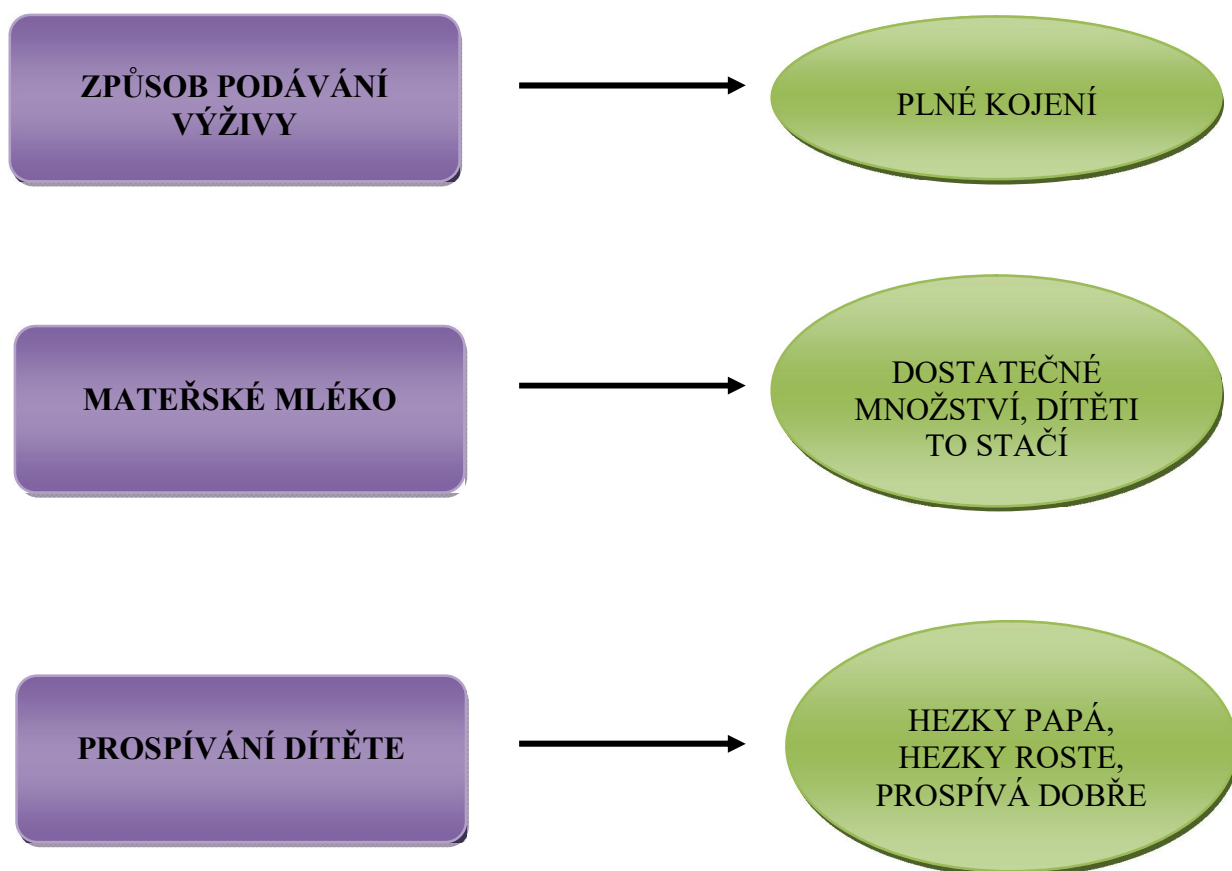 ZPŮSOB PODÁVÁNÍ
VÝŽIVY
PLNÉ KOJENÍ
MATEŘSKÉ MLÉKO
DOSTATEČNÉ
MNOŽSTVÍ, DÍTĚTI
TO STAČÍ
PROSPÍVÁNÍ DÍTĚTE
HEZKY PAPÁ,
HEZKY ROSTE,
PROSPÍVÁ DOBŘE